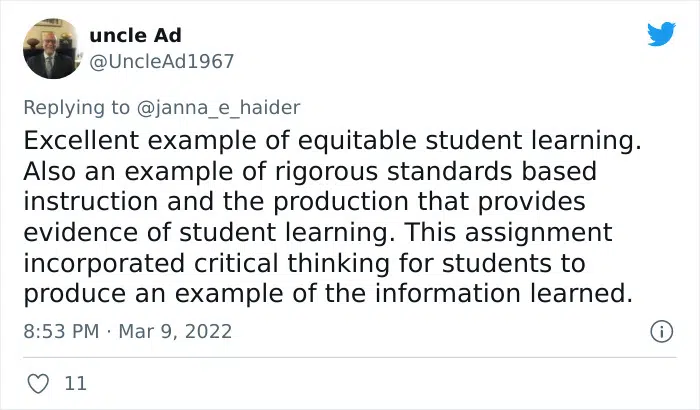 uncle Ad
@UncleAd1967
Replying to @janna_e_haider
Excellent example of equitable student learning.
Also an example of rigorous standards based
instruction and the production that provides
evidence of student learning. This assignment
incorporated critical thinking for students to
produce an example of the information learned.
8:53 PM · Mar 9, 2022
11